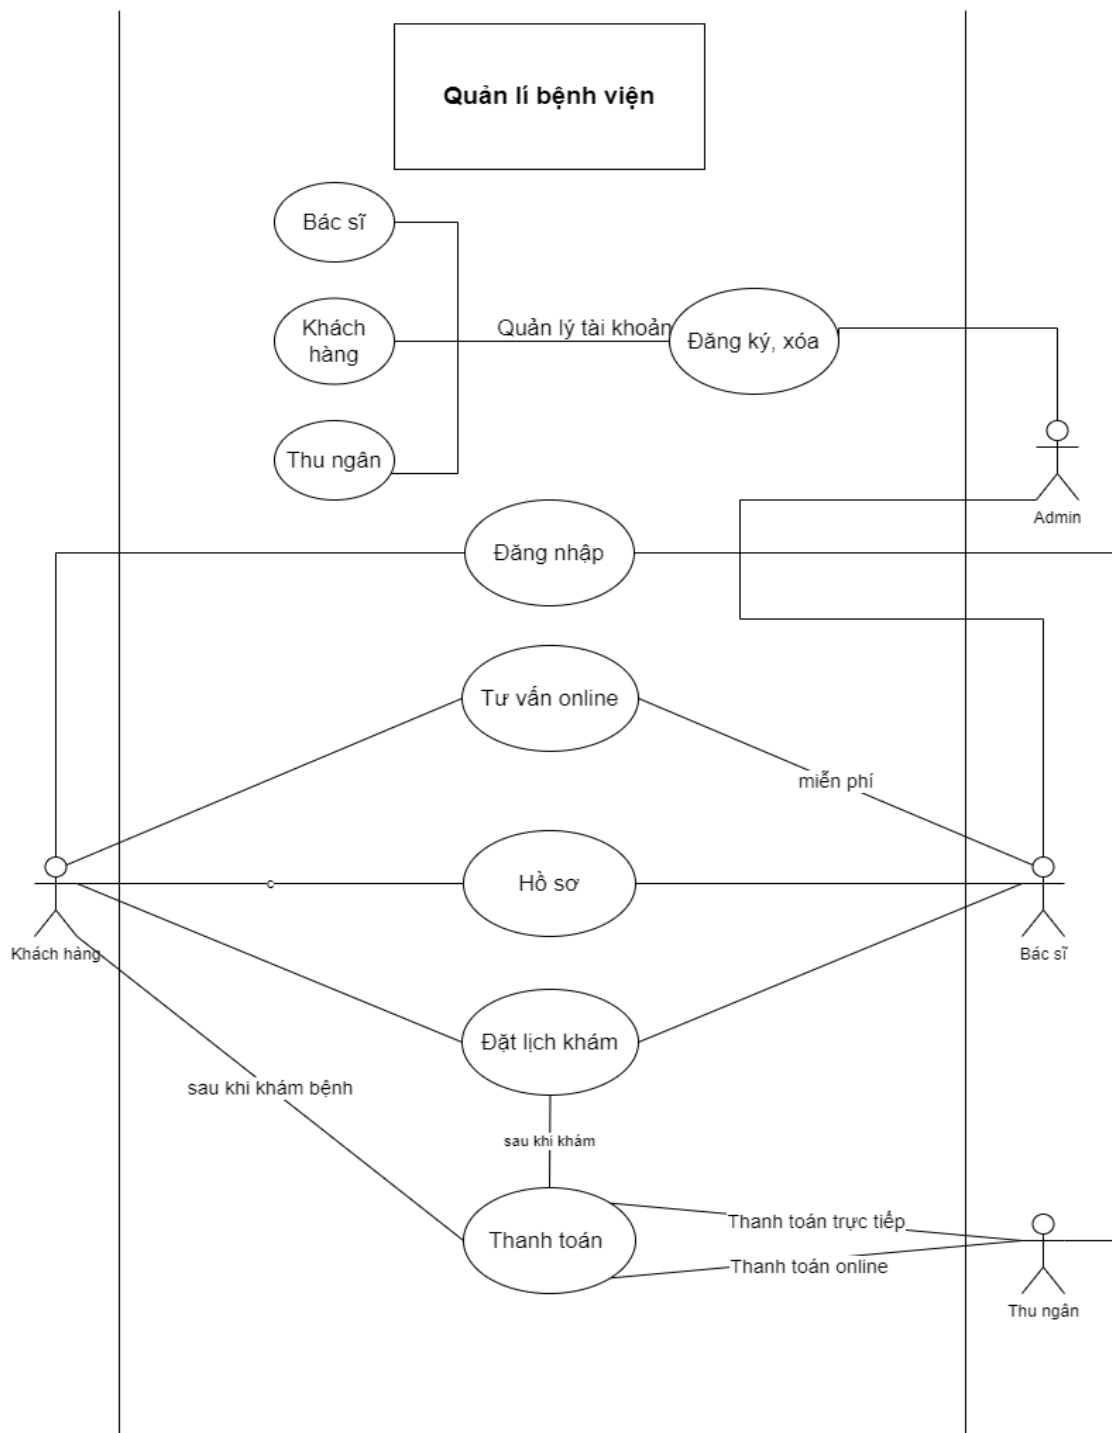 Quản lí bệnh viện
Bác sĩ
Khách
hàng
Quản lý tài khoản
Đăng ký, xóa
Thu ngân
Admin
Đăng nhập
Tư vấn online
miễn phí
Hồ sơ
c
Khách hàng
Bác sĩ
Đặt lịch khám
sau khi khám bệnh
sau khi khám
Thanh toán trực tiếp
Thanh toán
Thanh toán online
Thu ngân